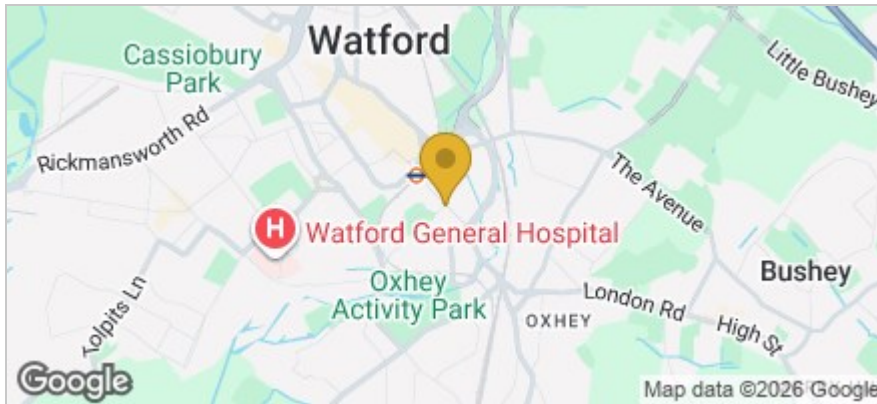 Watford
Cassiobury
Park
Little Bushey
Rickmansworth Rd
The Avenue
H
Watford General Hospital
Bushey
Oxhey
Activity Park
London Rd
Tolpits Ln
OXHEY
High St
Google
Map data ©2026 Google